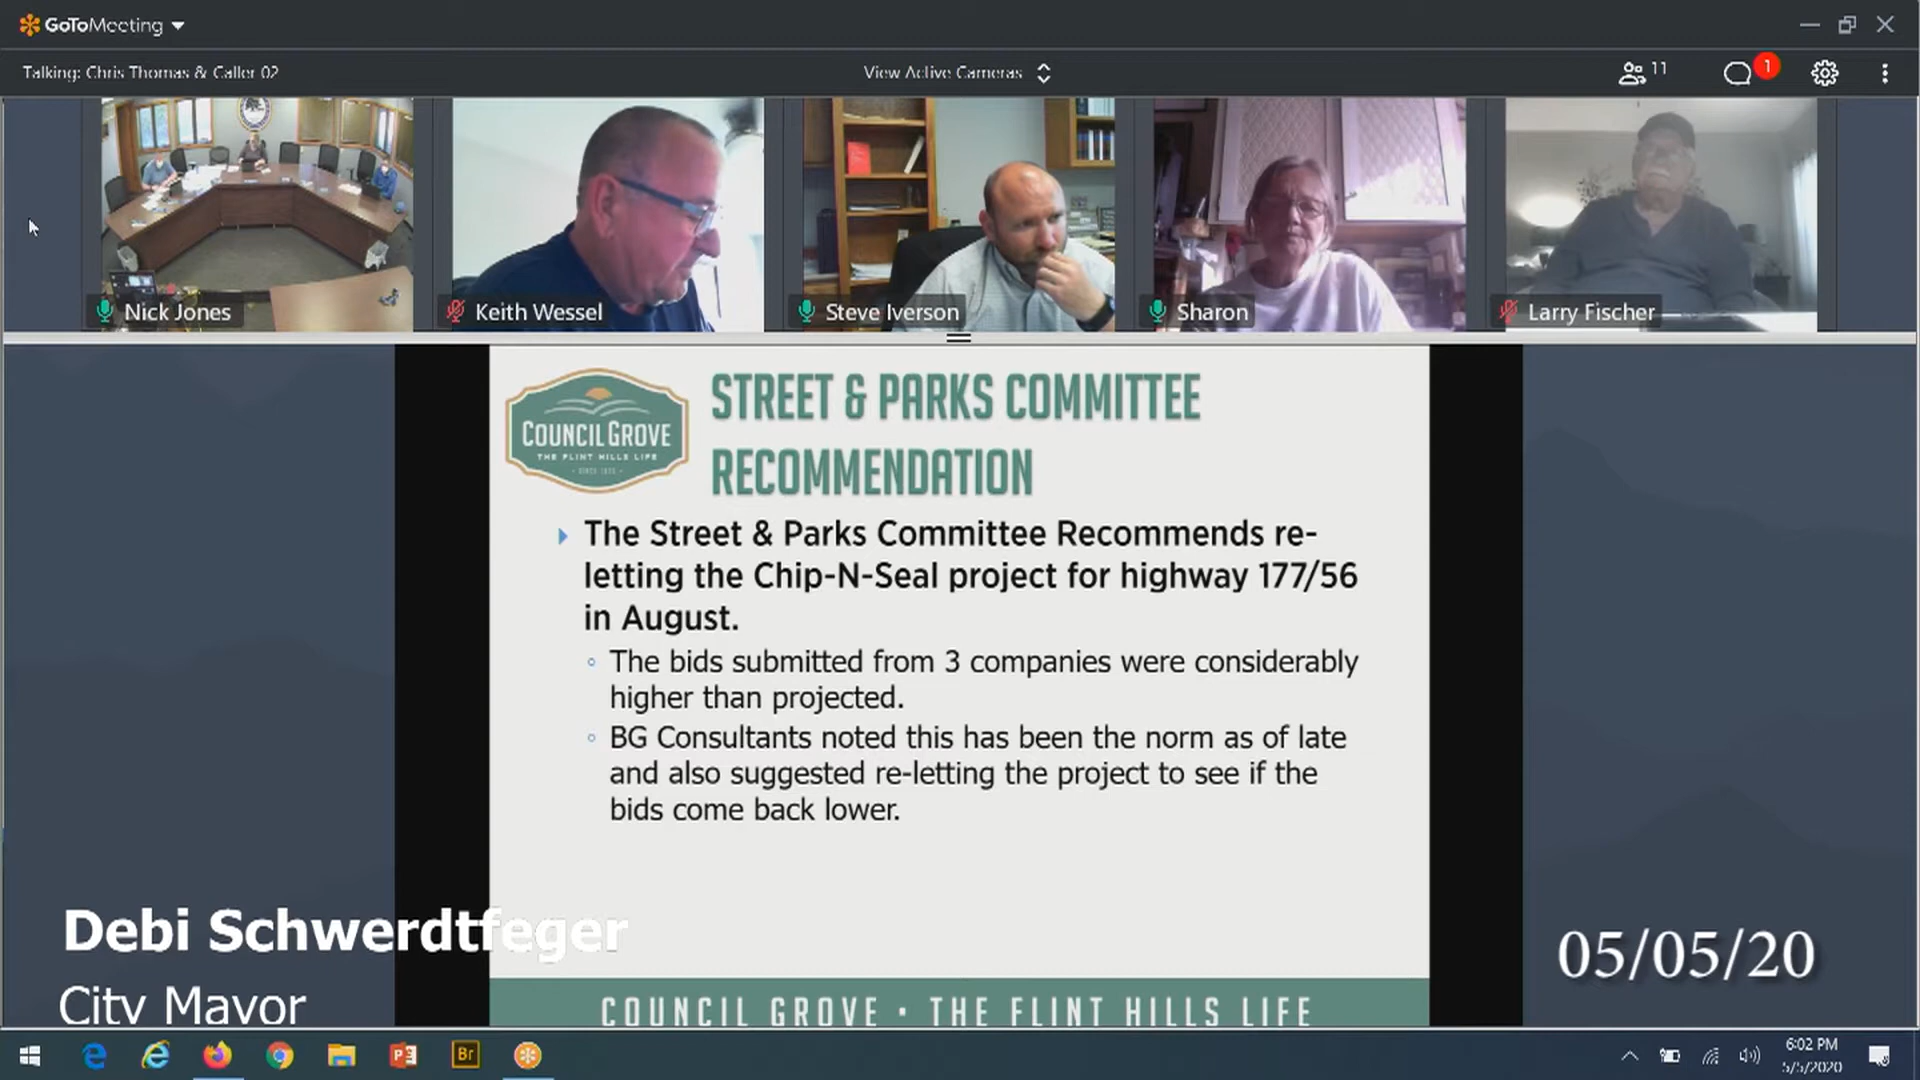 GoToMeeting
Talking: Chris Thomas & Caller 02
View Active Cameras
11
1
Nick Jones
Keith Wessel
Steve Iverson
Sharon
Larry Fischer
COUNCIL GROVE
THE FLINT HILLS LIFE
STREET & PARKS COMMITTEE
RECOMMENDATION
The Street & Parks Committee Recommends re-
letting the Chip-N-Seal project for highway 177/56
in August.
The bids submitted from 3 companies were considerably
higher than projected.
BG Consultants noted this has been the norm as of late
and also suggested re-letting the project to see if the
bids come back lower.
Debi Schwerdtfeger
City Mayor
05/05/20
COUNCIL GROVE • THE FLINT HILLS LIFE
Br
6:02 PM
5/5/2020